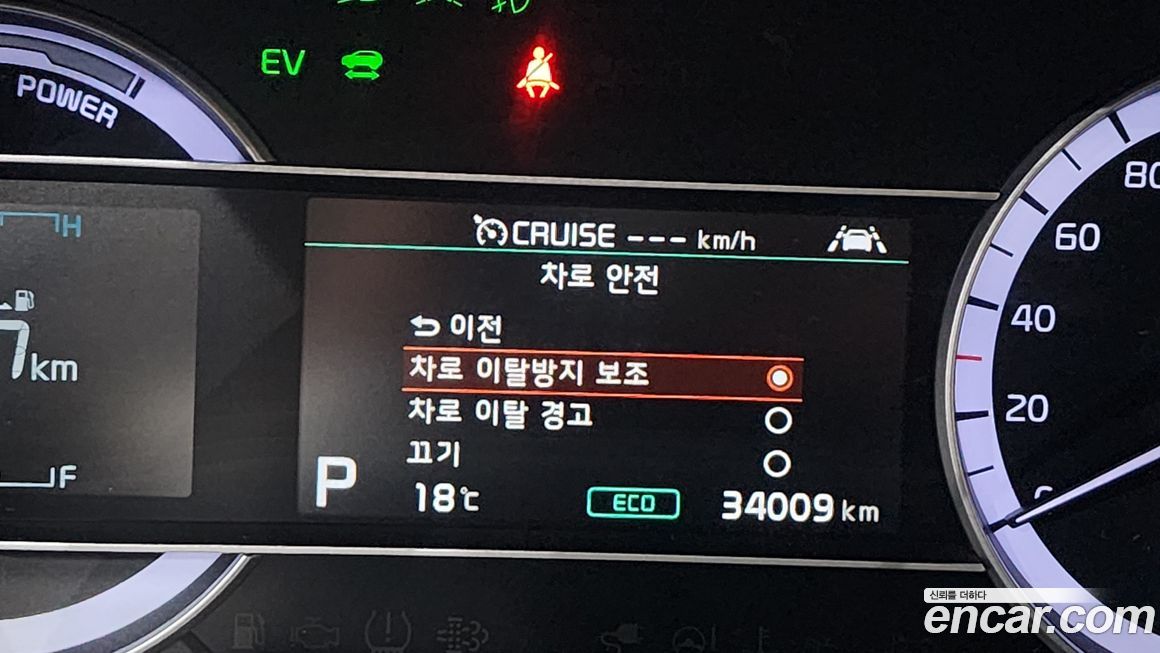 EV
POWER
H
CRUISE --- km/h
차로 안전
이전
차로 이탈방지 보조
차로 이탈 경고
끄기
7 km
F
P
18℃
ECO
34009 km
80
60
40
20
0
신뢰를 더하다
encar.com